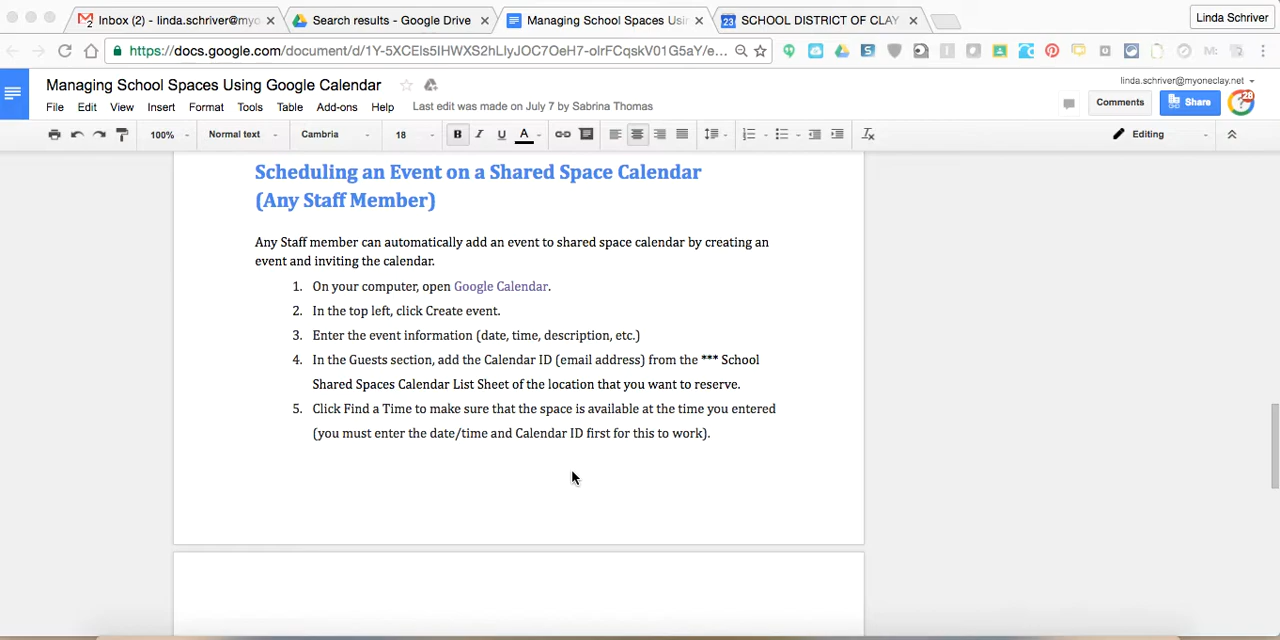 Inbox (2) - linda.schriver@myo
Search results - Google Drive
Managing School Spaces Usi
23 SCHOOL DISTRICT OF CLAY
Linda Schriver
https://docs.google.com/document/d/1Y-5XCEls5IHWXS2hLIyJOC7OeH7-olrFCqskV01G5aY/e...
Managing School Spaces Using Google Calendar
linda.schriver@myoneclay.net
File Edit View Insert Format Tools Table Add-ons Help Last edit was made on July 7 by Sabrina Thomas
Comments Share 28
100% Normal text Cambria 18 B I U A Editing
Scheduling an Event on a Shared Space Calendar
(Any Staff Member)
Any Staff member can automatically add an event to shared space calendar by creating an
event and inviting the calendar.
1. On your computer, open Google Calendar.
2. In the top left, click Create event.
3. Enter the event information (date, time, description, etc.)
4. In the Guests section, add the Calendar ID (email address) from the *** School
Shared Spaces Calendar List Sheet of the location that you want to reserve.
5. Click Find a Time to make sure that the space is available at the time you entered
(you must enter the date/time and Calendar ID first for this to work).